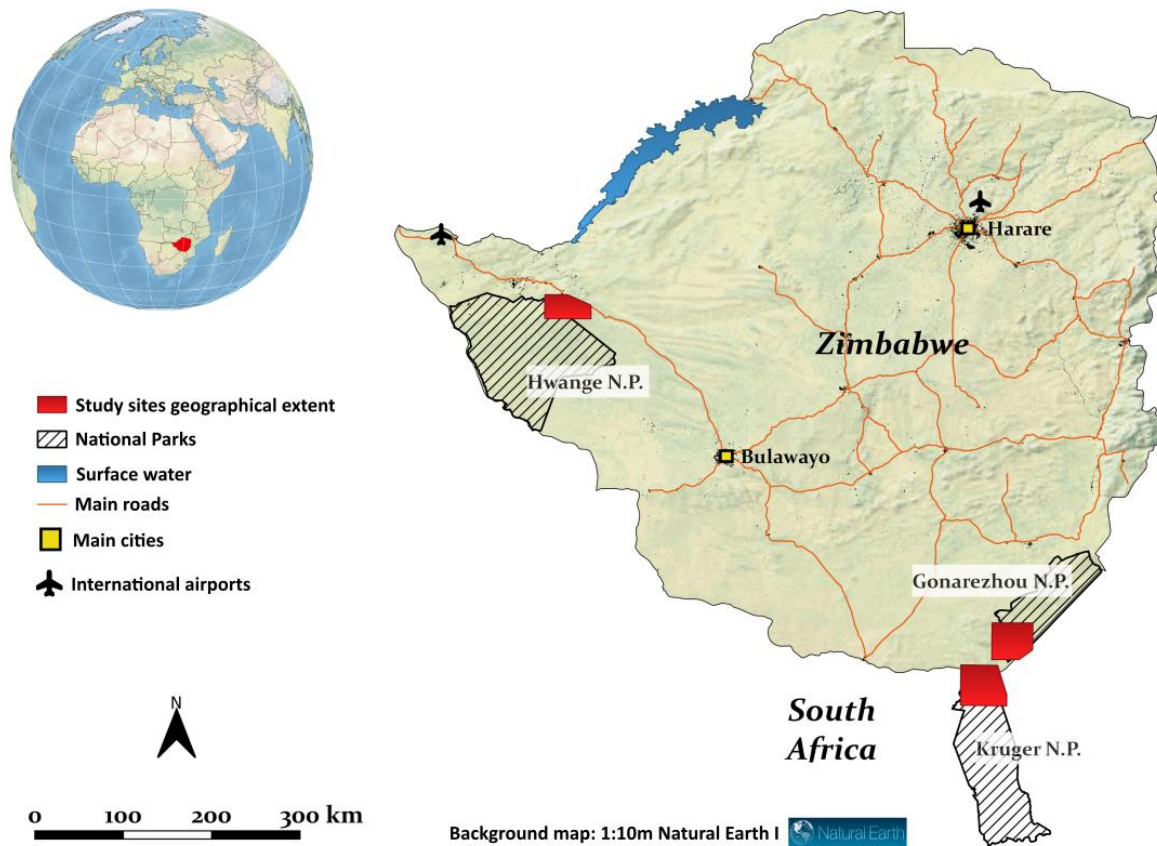 Harare
Zimbabwe
Hwange N.P.
Study sites geographical extent
National Parks
Surface water
Main roads
Main cities
International airports
Bulawayo
Gonarezhou N.P.
South
Africa
Kruger N.P.
N
0 100 200 300 km
Background map: 1:10m Natural Earth I
Natural Earth